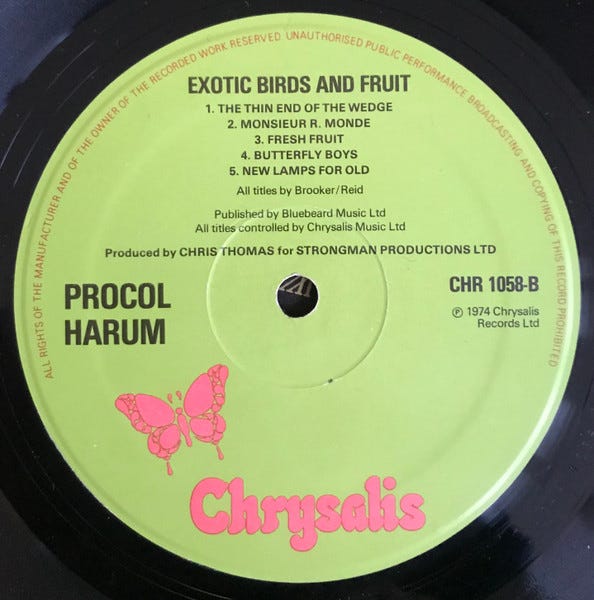 ALL RIGHTS OF THE MANUFACTURER AND OF THE OWNER OF THE RECORDED WORK RESERVED UNAUTHORISED PUBLIC PERFORMANCE BROADCASTING AND COPYING OF THIS RECORD PROHIBITED
EXOTIC BIRDS AND FRUIT
1. THE THIN END OF THE WEDGE
2. MONSIEUR R. MONDE
3. FRESH FRUIT
4. BUTTERFLY BOYS
5. NEW LAMPS FOR OLD
All titles by Brooker/Reid
Published by Bluebeard Music Ltd
All titles controlled by Chrysalis Music Ltd
Produced by CHRIS THOMAS for STRONGMAN PRODUCTIONS LTD
PROCOL
HARUM
CHR 1058-B
℗ 1974 Chrysalis
Records Ltd
Chrysalis